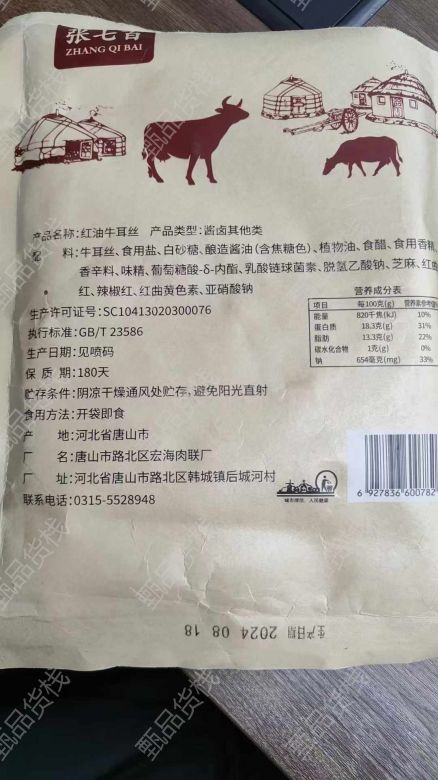 张七百
ZHANG QI BAI
产品名称:红油牛耳丝 产品类型:酱卤其他类
配 料:牛耳丝、食用盐、白砂糖、酿造酱油(含焦糖色)、植物油、食醋、食用香精、
香辛料、味精、葡萄糖酸-δ-内酯、乳酸链球菌素、脱氢乙酸钠、芝麻、红曲
红、辣椒红、红曲黄色素、亚硝酸钠
生产许可证号:SC10413020300076
执行标准:GB/T 23586
生产日期:见喷码
保 质 期:180天
贮存条件:阴凉干燥通风处贮存,避免阳光直射
食用方法:开袋即食
产 地:河北省唐山市
厂 名:唐山市路北区宏海肉联厂
厂 址:河北省唐山市路北区韩城镇后城河村
联系电话:0315-5528948
营养成分表
项目 每100克(g) 营养素参考值%
能量 820千焦(kJ) 10%
蛋白质 18.3克(g) 31%
脂肪 13.3克(g) 22%
碳水化合物 1克(g) 0%
钠 654毫克(mg) 33%
6 927836 600782
生产日期 2024 08 18
甄品货栈